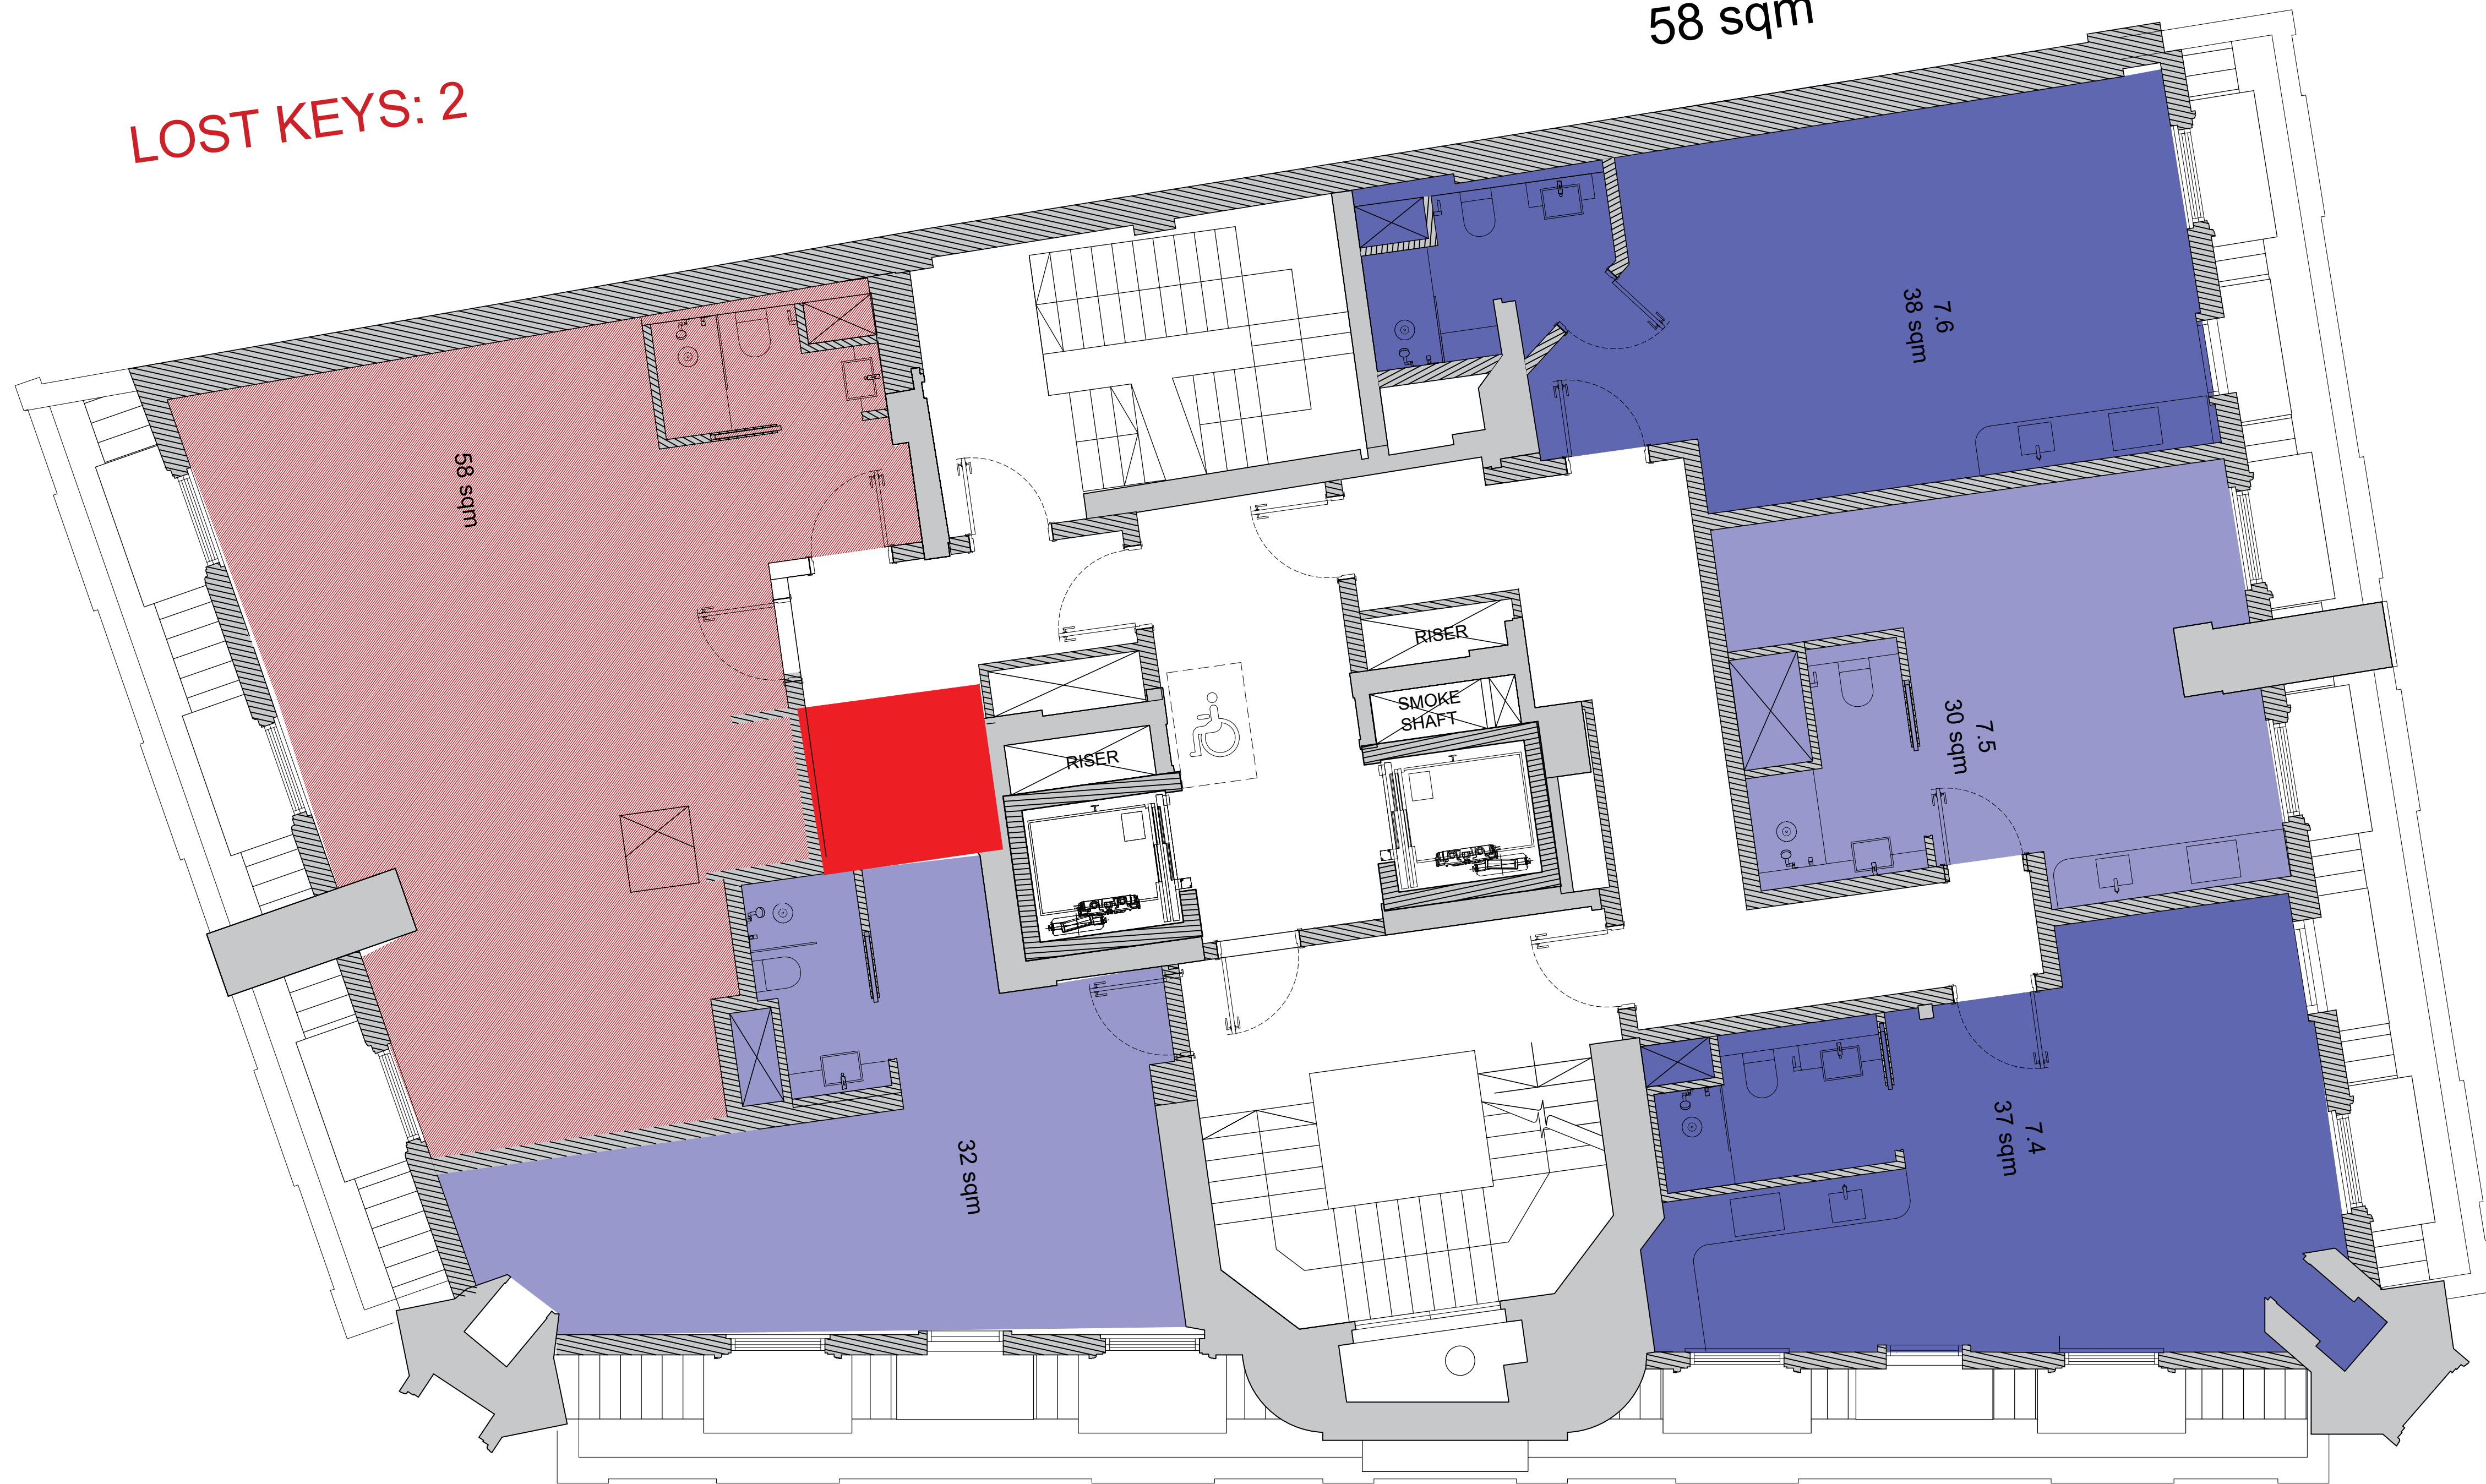 58 sqm
LOST KEYS: 2
7.6
38 sqm
58 sqm
RISER
SMOKE
SHAFT
RISER
7.5
30 sqm
7.4
37 sqm
32 sqm